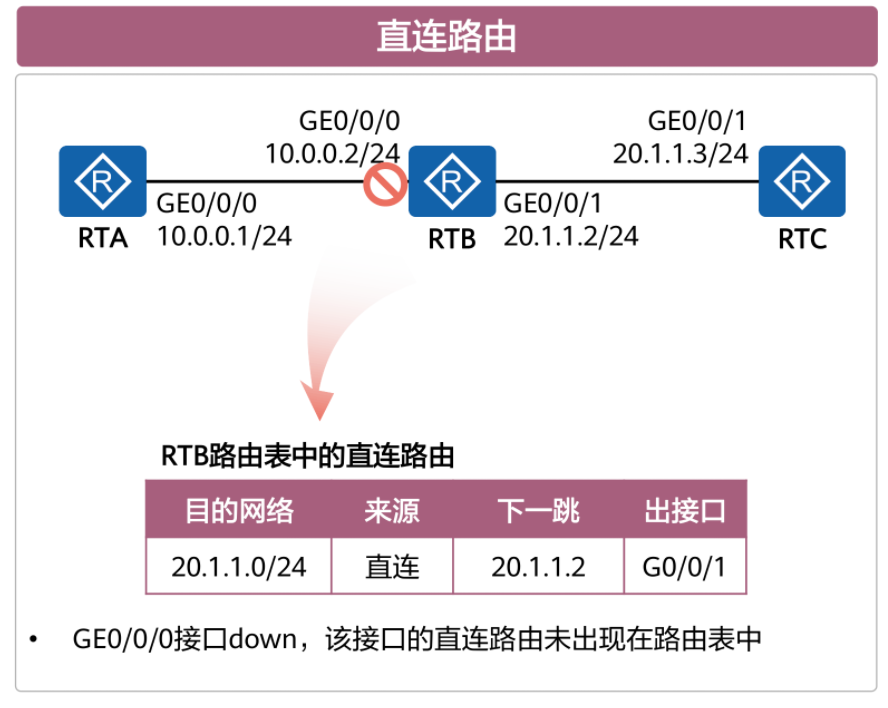 直连路由
GE0/0/0
10.0.0.2/24
GE0/0/1
20.1.1.3/24
R
R
R
GE0/0/0
10.0.0.1/24
GE0/0/1
20.1.1.2/24
RTA
RTB
RTC
RTB路由表中的直连路由
目的网络 来源 下一跳 出接口
20.1.1.0/24 直连 20.1.1.2 G0/0/1
• GE0/0/0接口down，该接口的直连路由未出现在路由表中